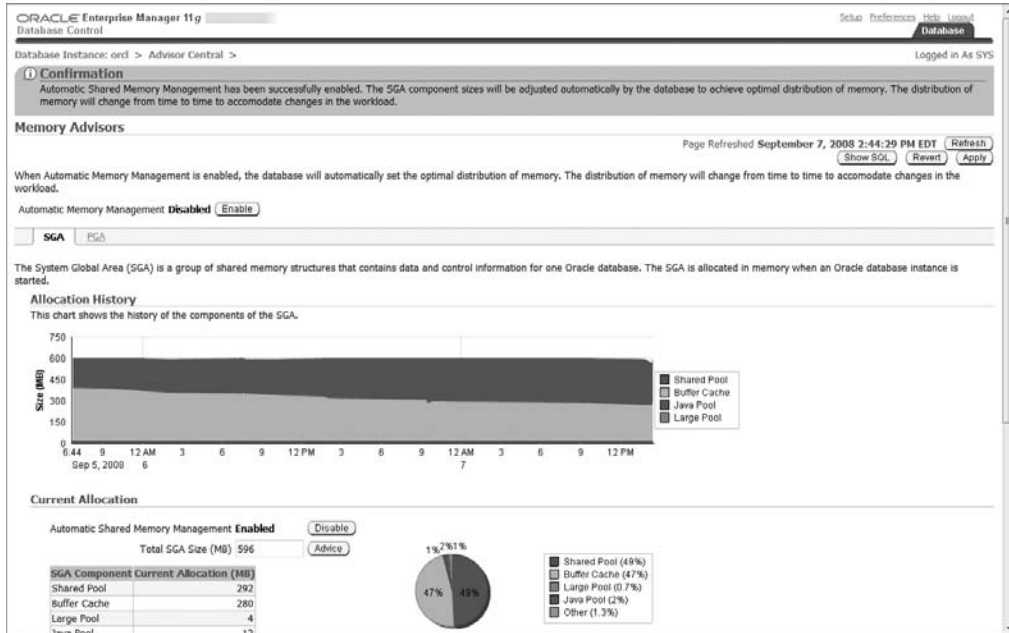 ORACLE Enterprise Manager 11g
Database Control
Setup Preferences Help Logout
Database
Database Instance: orcl > Advisor Central >
Logged in As SYS
Confirmation
Automatic Shared Memory Management has been successfully enabled. The SGA component sizes will be adjusted automatically by the database to achieve optimal distribution of memory. The distribution of
memory will change from time to time to accomodate changes in the workload.
Memory Advisors
Page Refreshed September 7, 2008 2:44:29 PM EDT Refresh
Show SQL Revert Apply
When Automatic Memory Management is enabled, the database will automatically set the optimal distribution of memory. The distribution of memory will change from time to time to accomodate changes in the
workload.
Automatic Memory Management Disabled Enable
SGA PGA
The System Global Area (SGA) is a group of shared memory structures that contains data and control information for one Oracle database. The SGA is allocated in memory when an Oracle database instance is
started.
Allocation History
This chart shows the history of the components of the SGA.
Size (MB)
750
600
450
300
150
0
6:44 9 12 AM 3 6 9 12 PM 3 6 9 12 AM 3 6 9 12 PM
Sep 5, 2008 6 7
Shared Pool
Buffer Cache
Java Pool
Large Pool
Current Allocation
Automatic Shared Memory Management Enabled Disable
Total SGA Size (MB) 596 Advice
SGA Component Current Allocation (MB)
Shared Pool 292
Buffer Cache 280
Large Pool 4
Java Pool 12
1% 2% 1%
47% 49%
Shared Pool (49%)
Buffer Cache (47%)
Large Pool (0.7%)
Java Pool (2%)
Other (1.3%)